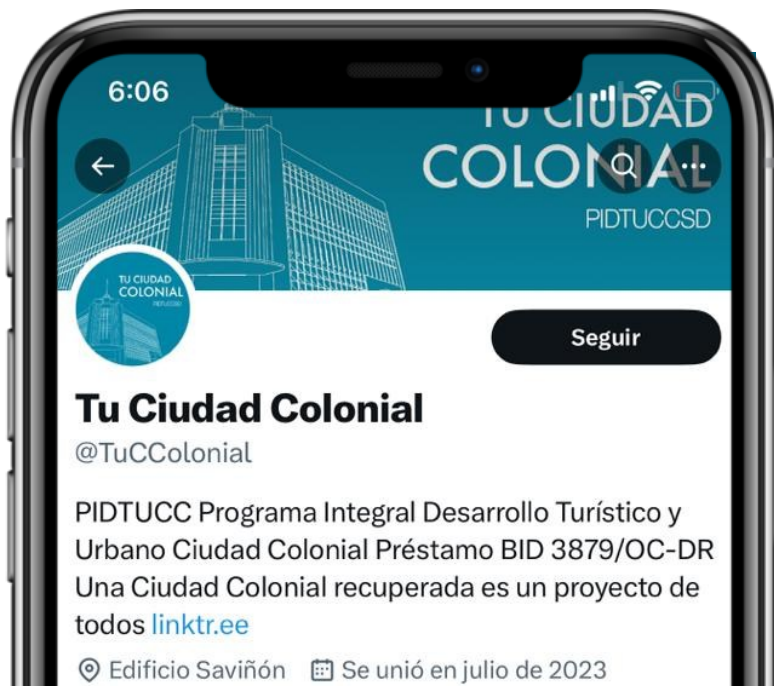 6:06
TU CIUDAD
COLONIAL
PIDTUCCSD
TU CIUDAD
COLONIAL
PIDTUCCSD
Seguir
Tu Ciudad Colonial
@TuCColonial
PIDTUCC Programa Integral Desarrollo Turístico y
Urbano Ciudad Colonial Préstamo BID 3879/OC-DR
Una Ciudad Colonial recuperada es un proyecto de
todos linktr.ee
Edificio Saviñón Se unió en julio de 2023